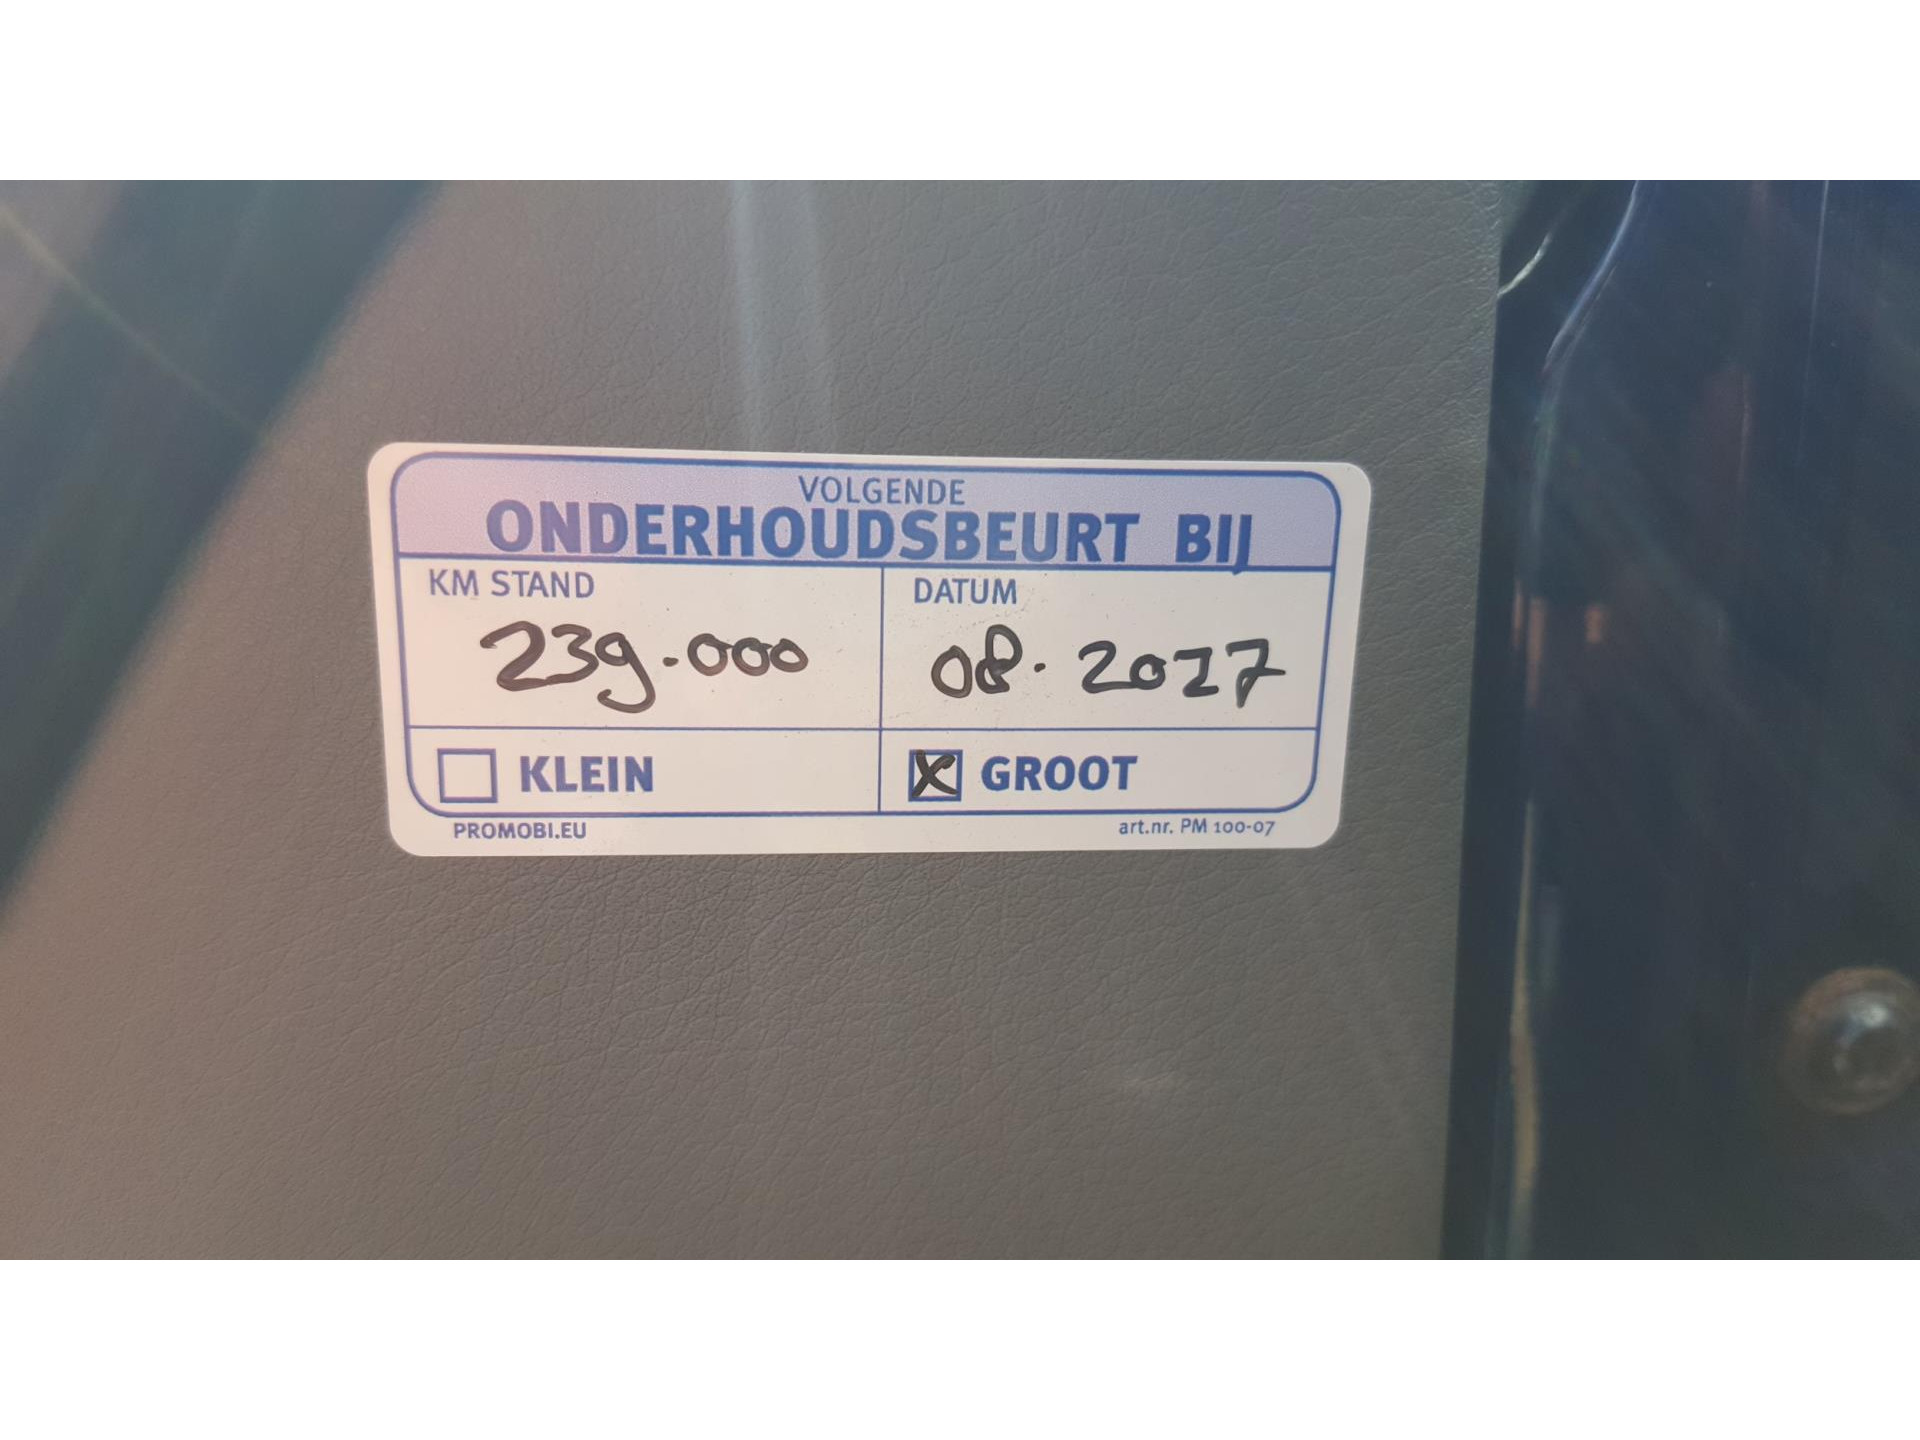 VOLGENDE
ONDERHOUDSBEURT BIJ
KM STAND
DATUM
239.000
08.2027
KLEIN
X GROOT
PROMOBI.EU
art.nr. PM 100-07